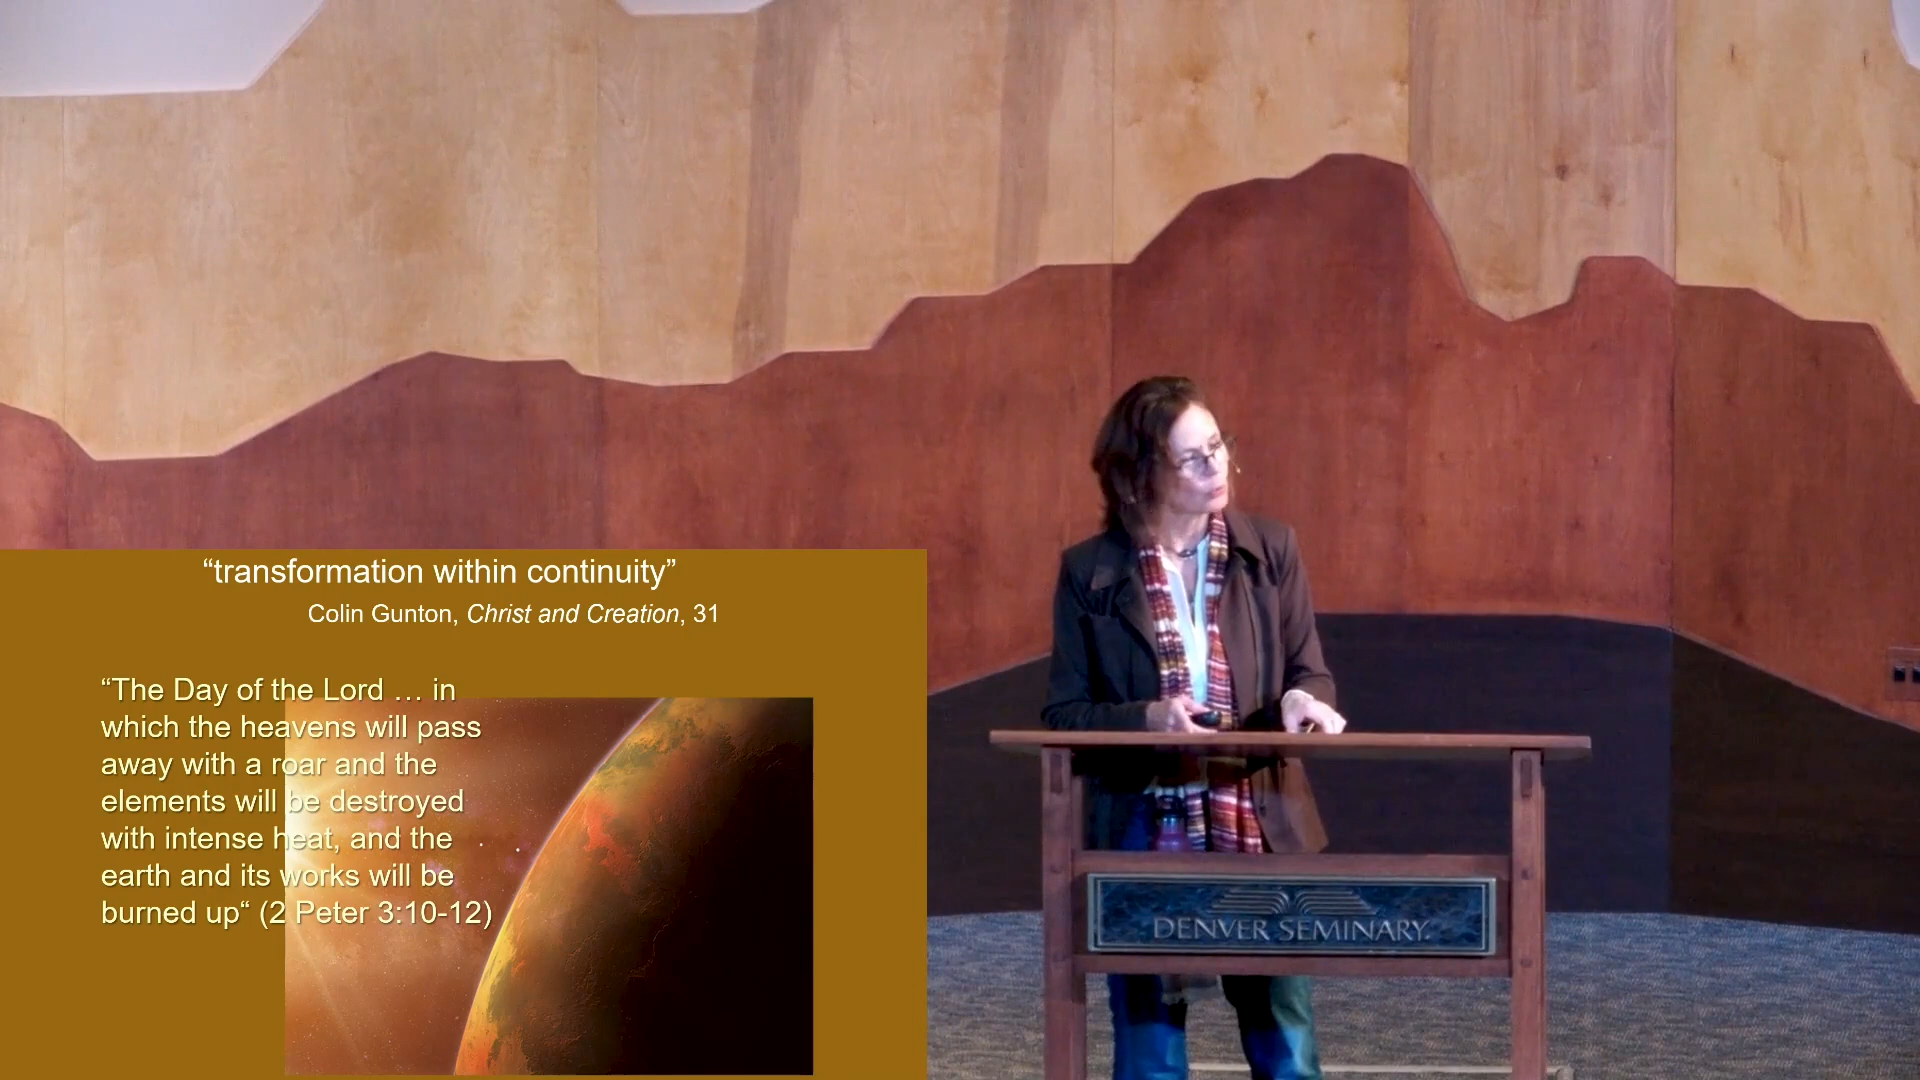 “transformation within continuity”
Colin Gunton, Christ and Creation, 31
“The Day of the Lord … in
which the heavens will pass
away with a roar and the
elements will be destroyed
with intense heat, and the
earth and its works will be
burned up“ (2 Peter 3:10-12)
DENVER SEMINARY.